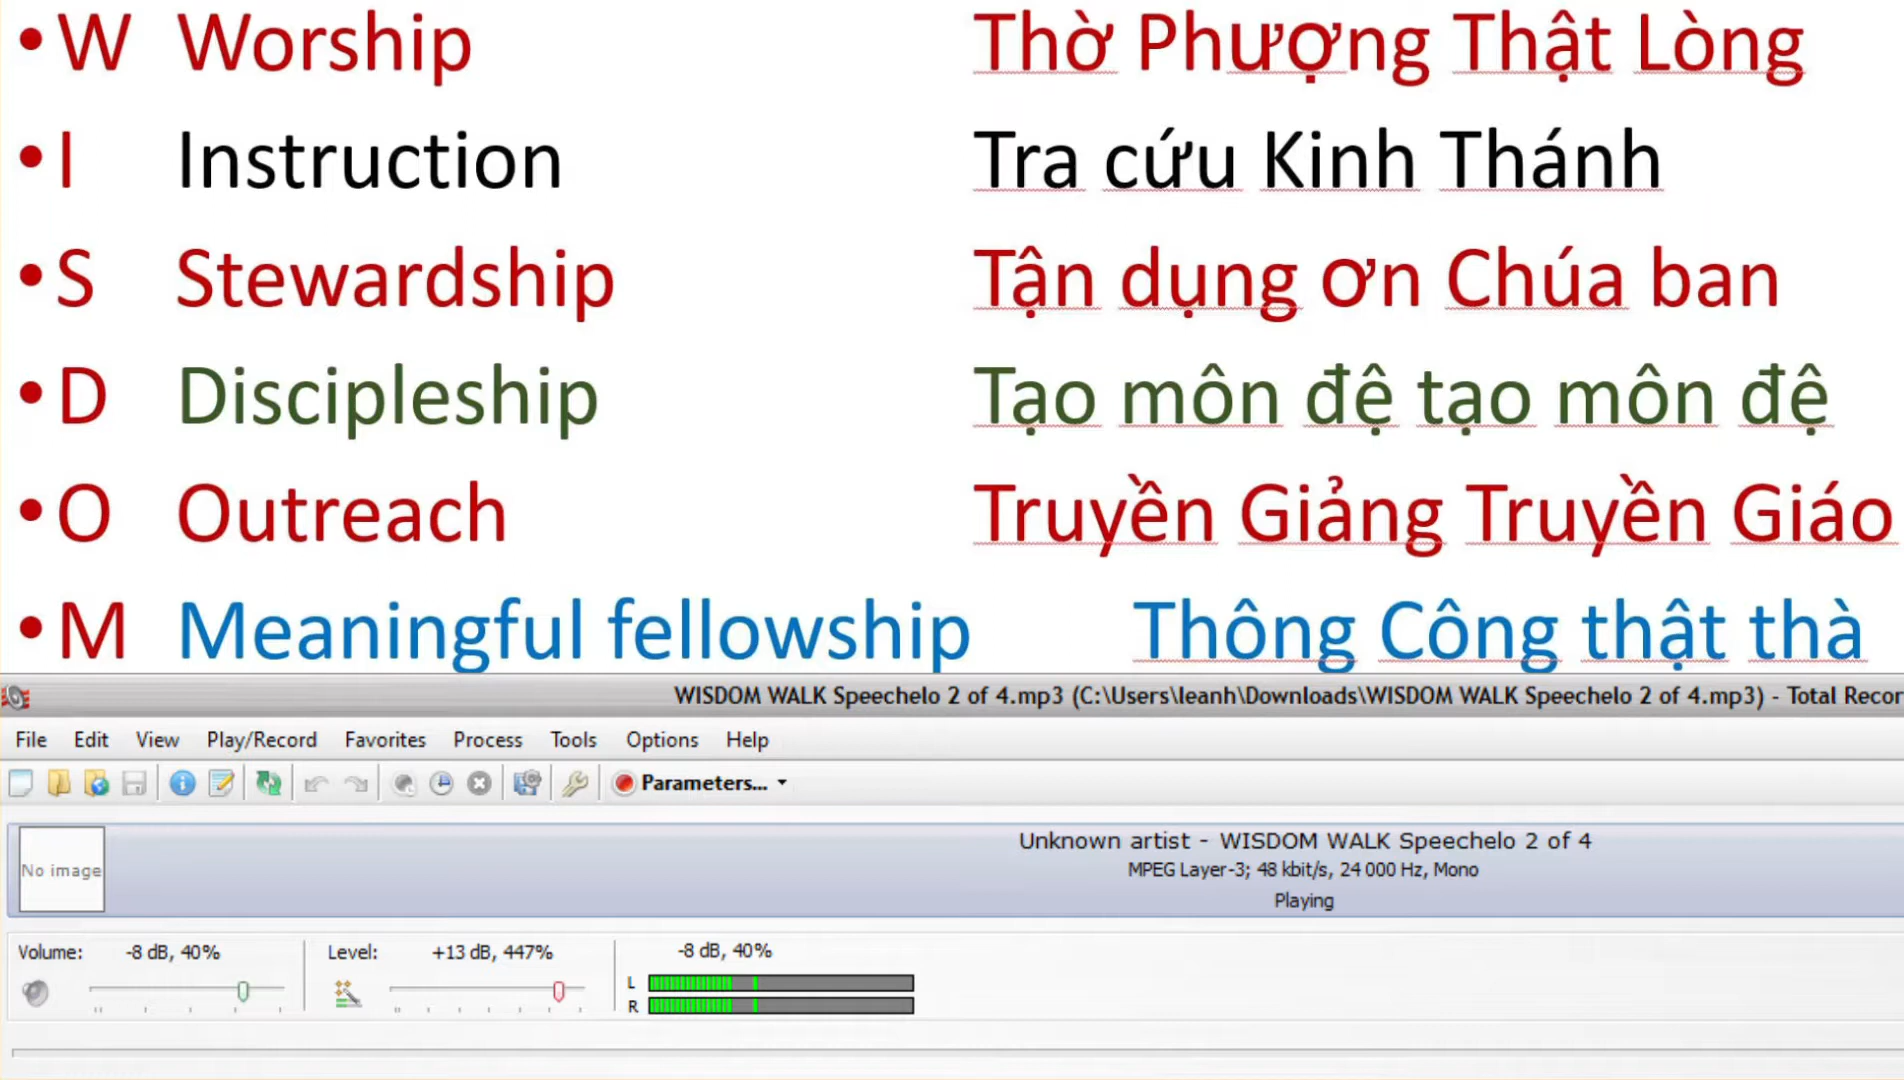 • W Worship Thờ Phượng Thật Lòng
• I Instruction Tra cứu Kinh Thánh
• S Stewardship Tận dụng ơn Chúa ban
• D Discipleship Tạo môn đệ tạo môn đệ
• O Outreach Truyền Giảng Truyền Giáo
• M Meaningful fellowship Thông Công thật thà
WISDOM WALK Speechelo 2 of 4.mp3 (C:\Users\leanh\Downloads\WISDOM WALK Speechelo 2 of 4.mp3) - Total Recor
File Edit View Play/Record Favorites Process Tools Options Help
Parameters...
Unknown artist - WISDOM WALK Speechelo 2 of 4
No image
MPEG Layer-3; 48 kbit/s, 24 000 Hz, Mono
Playing
Volume: -8 dB, 40% Level: +13 dB, 447% -8 dB, 40%
L
R